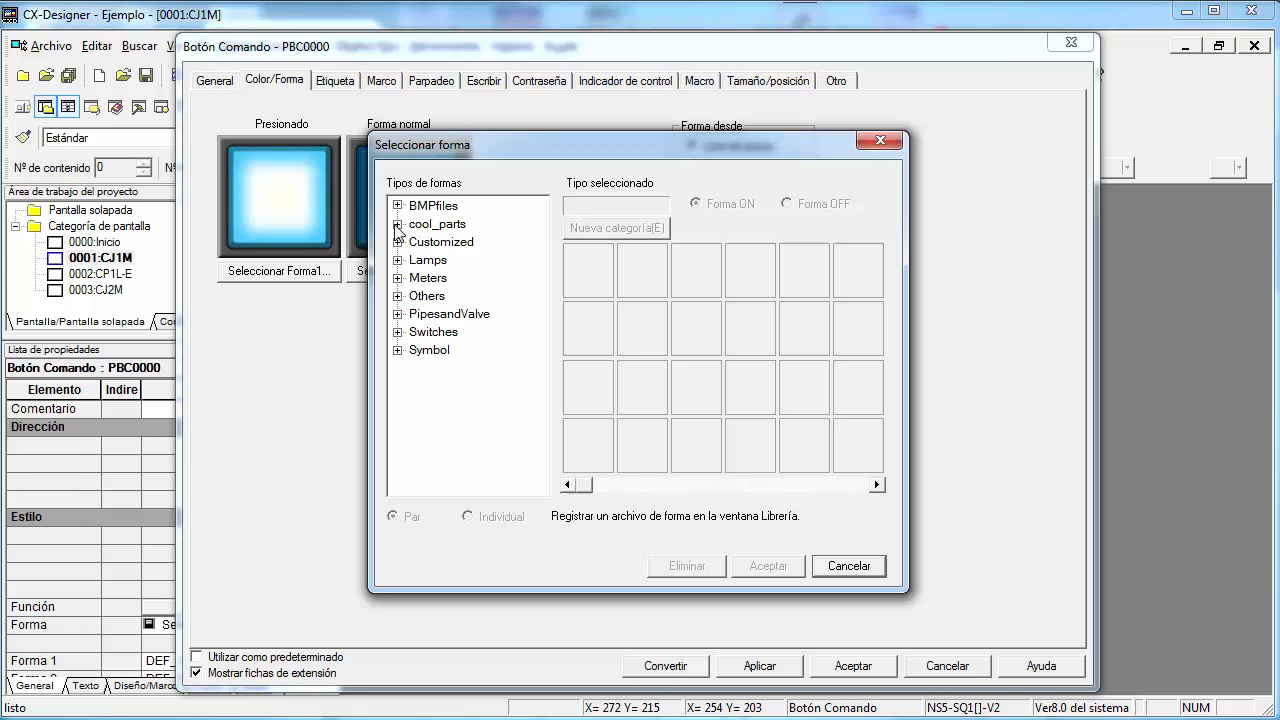 CX-Designer - Ejemplo - [0001:CJ1M]
Archivo Editar Buscar
Botón Comando - PBC0000
General Color/Forma Etiqueta Marco Parpadeo Escribir Contraseña Indicador de control Macro Tamaño/posición Otro
Estándar
Nº de contenido 0 Nº
Presionado Forma normal
Forma desde
Seleccionar Forma1...
Área de trabajo del proyecto
Pantalla solapada
Categoría de pantalla
0000:Inicio
0001:CJ1M
0002:CP1L-E
0003:CJ2M
Pantalla/Pantalla solapada
Seleccionar forma
Tipos de formas
BMPfiles
cool_parts
Customized
Lamps
Meters
Others
PipesandValve
Switches
Symbol
Tipo seleccionado
Forma ON Forma OFF
Nueva categoría(E)
Par Individual
Registrar un archivo de forma en la ventana Librería.
Eliminar Aceptar Cancelar
Lista de propiedades
Botón Comando : PBC0000
Elemento Indire
Comentario
Dirección
Estilo
Función
Forma Se
Forma 1 DEF_
General Texto Diseño/Marco
Utilizar como predeterminado
Mostrar fichas de extensión
Convertir Aplicar Aceptar Cancelar Ayuda
listo X= 272 Y= 215 X= 254 Y= 203 Botón Comando NS5-SQ1[]-V2 Ver8.0 del sistema NUM